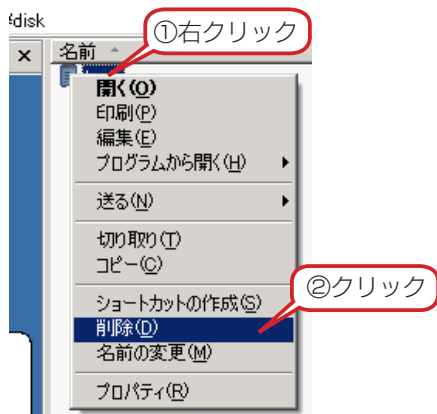 ¥disk
①右クリック
名前
開く(O)
印刷(P)
編集(E)
プログラムから開く(H)
送る(N)
切り取り(T)
コピー(C)
②クリック
ショートカットの作成(S)
削除(D)
名前の変更(M)
プロパティ(R)